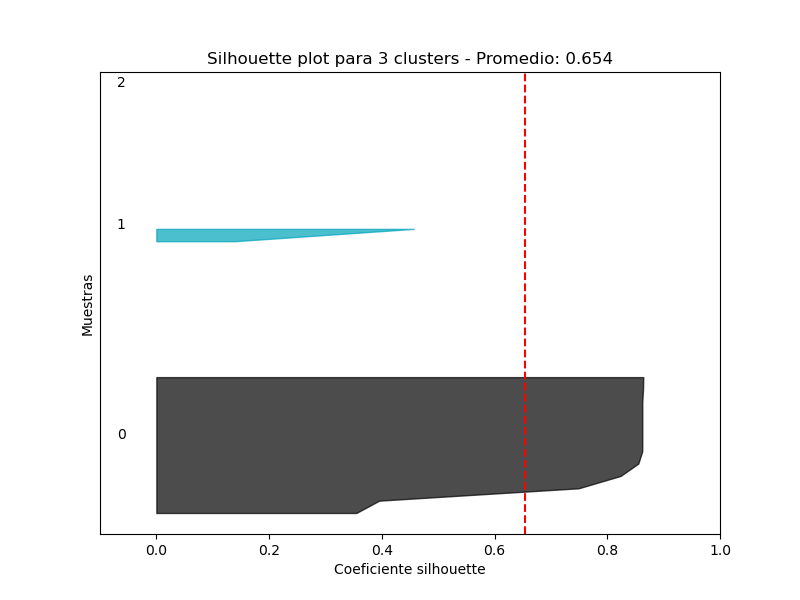 Silhouette plot para 3 clusters - Promedio: 0.654
2
1
0
Muestras
0.0 0.2 0.4 0.6 0.8 1.0
Coeficiente silhouette